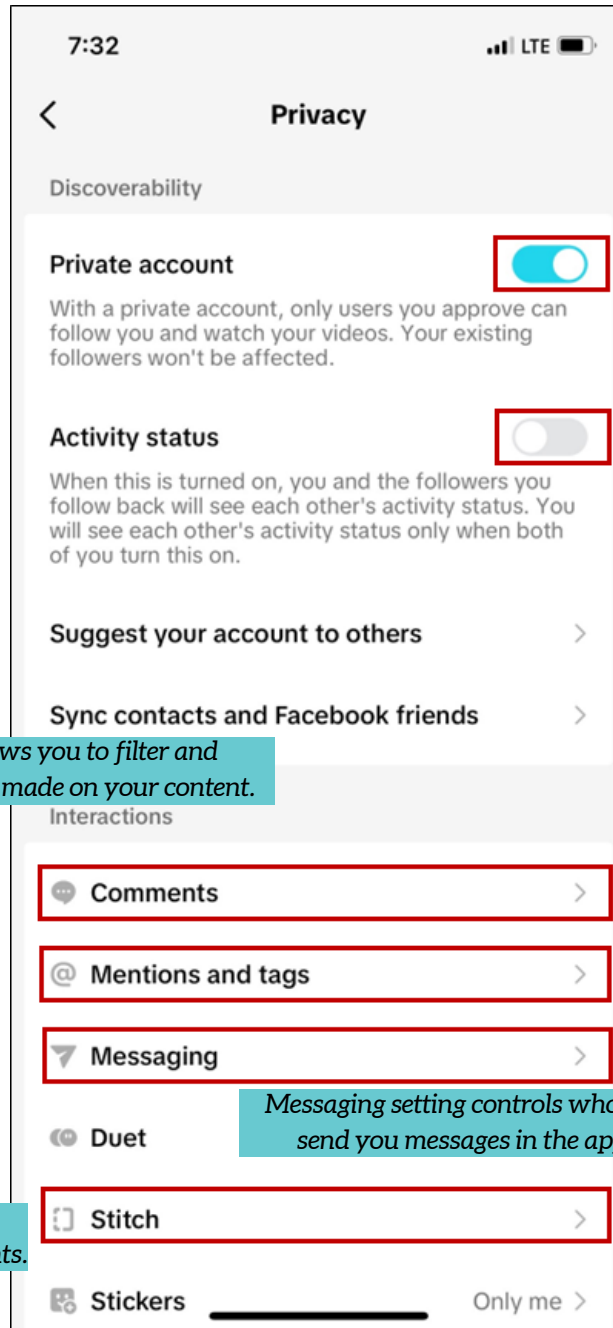 7:32 LTE
Privacy
Discoverability
Private account
With a private account, only users you approve can
follow you and watch your videos. Your existing
followers won't be affected.
Activity status
When this is turned on, you and the followers you
follow back will see each other's activity status. You
will see each other's activity status only when both
of you turn this on.
Suggest your account to others
Sync contacts and Facebook friends
you to filter and
made on your content.
Interactions
Comments
@ Mentions and tags
Messaging
Messaging setting controls
send you messages in the
Duet
Stitch
Stickers Only me